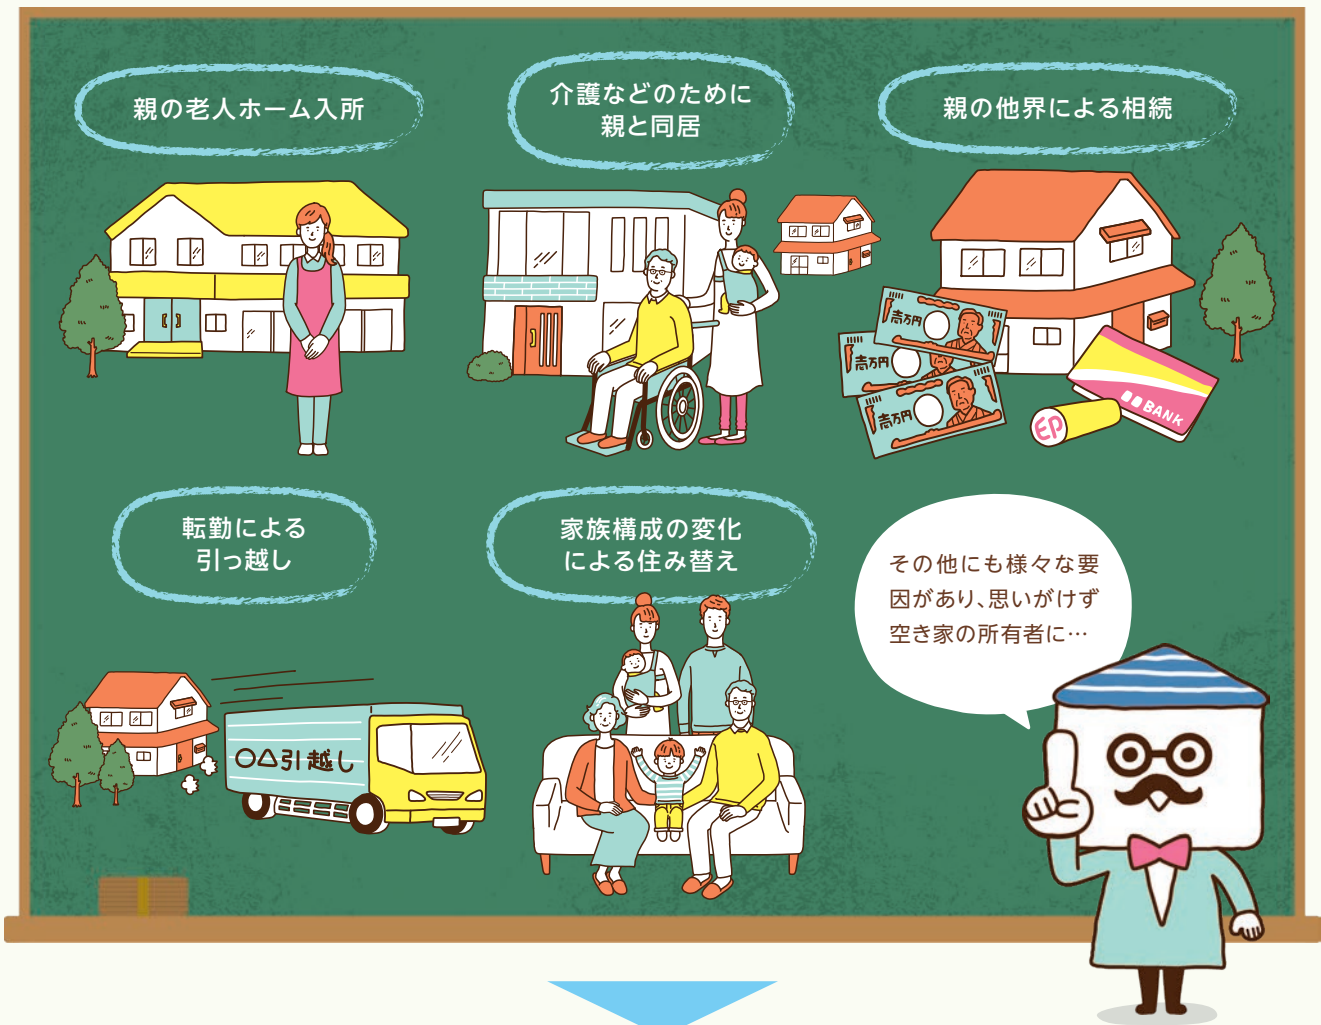 親の老人ホーム入所
介護などのために
親と同居
親の他界による相続
壱万円
壱万円
壱万円
BANK
EP
転勤による
引っ越し
家族構成の変化
による住み替え
その他にも様々な要
因があり、思いがけず
空き家の所有者に…
〇△引越し